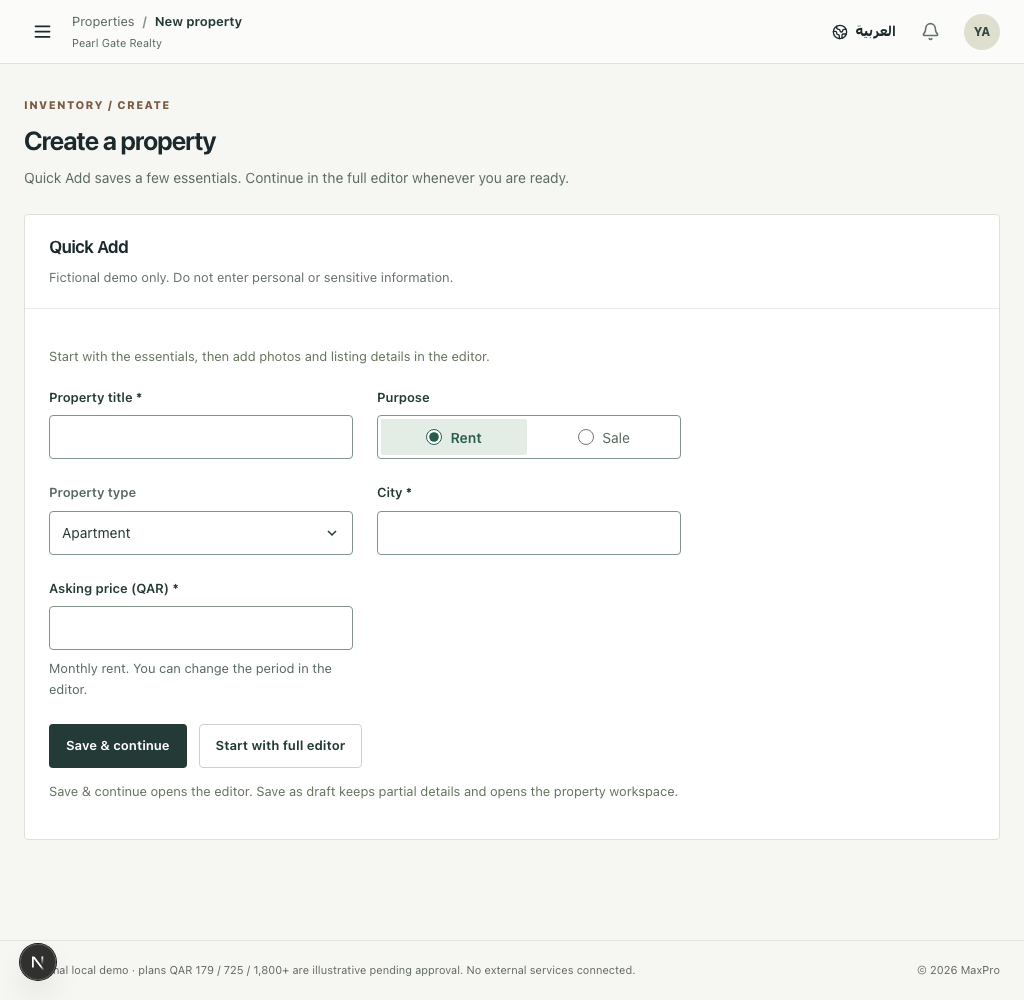 Properties / New property
Pearl Gate Realty
العربية
YA
INVENTORY / CREATE
Create a property
Quick Add saves a few essentials. Continue in the full editor whenever you are ready.
Quick Add
Fictional demo only. Do not enter personal or sensitive information.
Start with the essentials, then add photos and listing details in the editor.
Property title *
Purpose
Rent
Sale
Property type
City *
Apartment
Asking price (QAR) *
Monthly rent. You can change the period in the
editor.
Save & continue
Start with full editor
Save & continue opens the editor. Save as draft keeps partial details and opens the property workspace.
N
local demo · plans QAR 179 / 725 / 1,800+ are illustrative pending approval. No external services connected.
© 2026 MaxPro